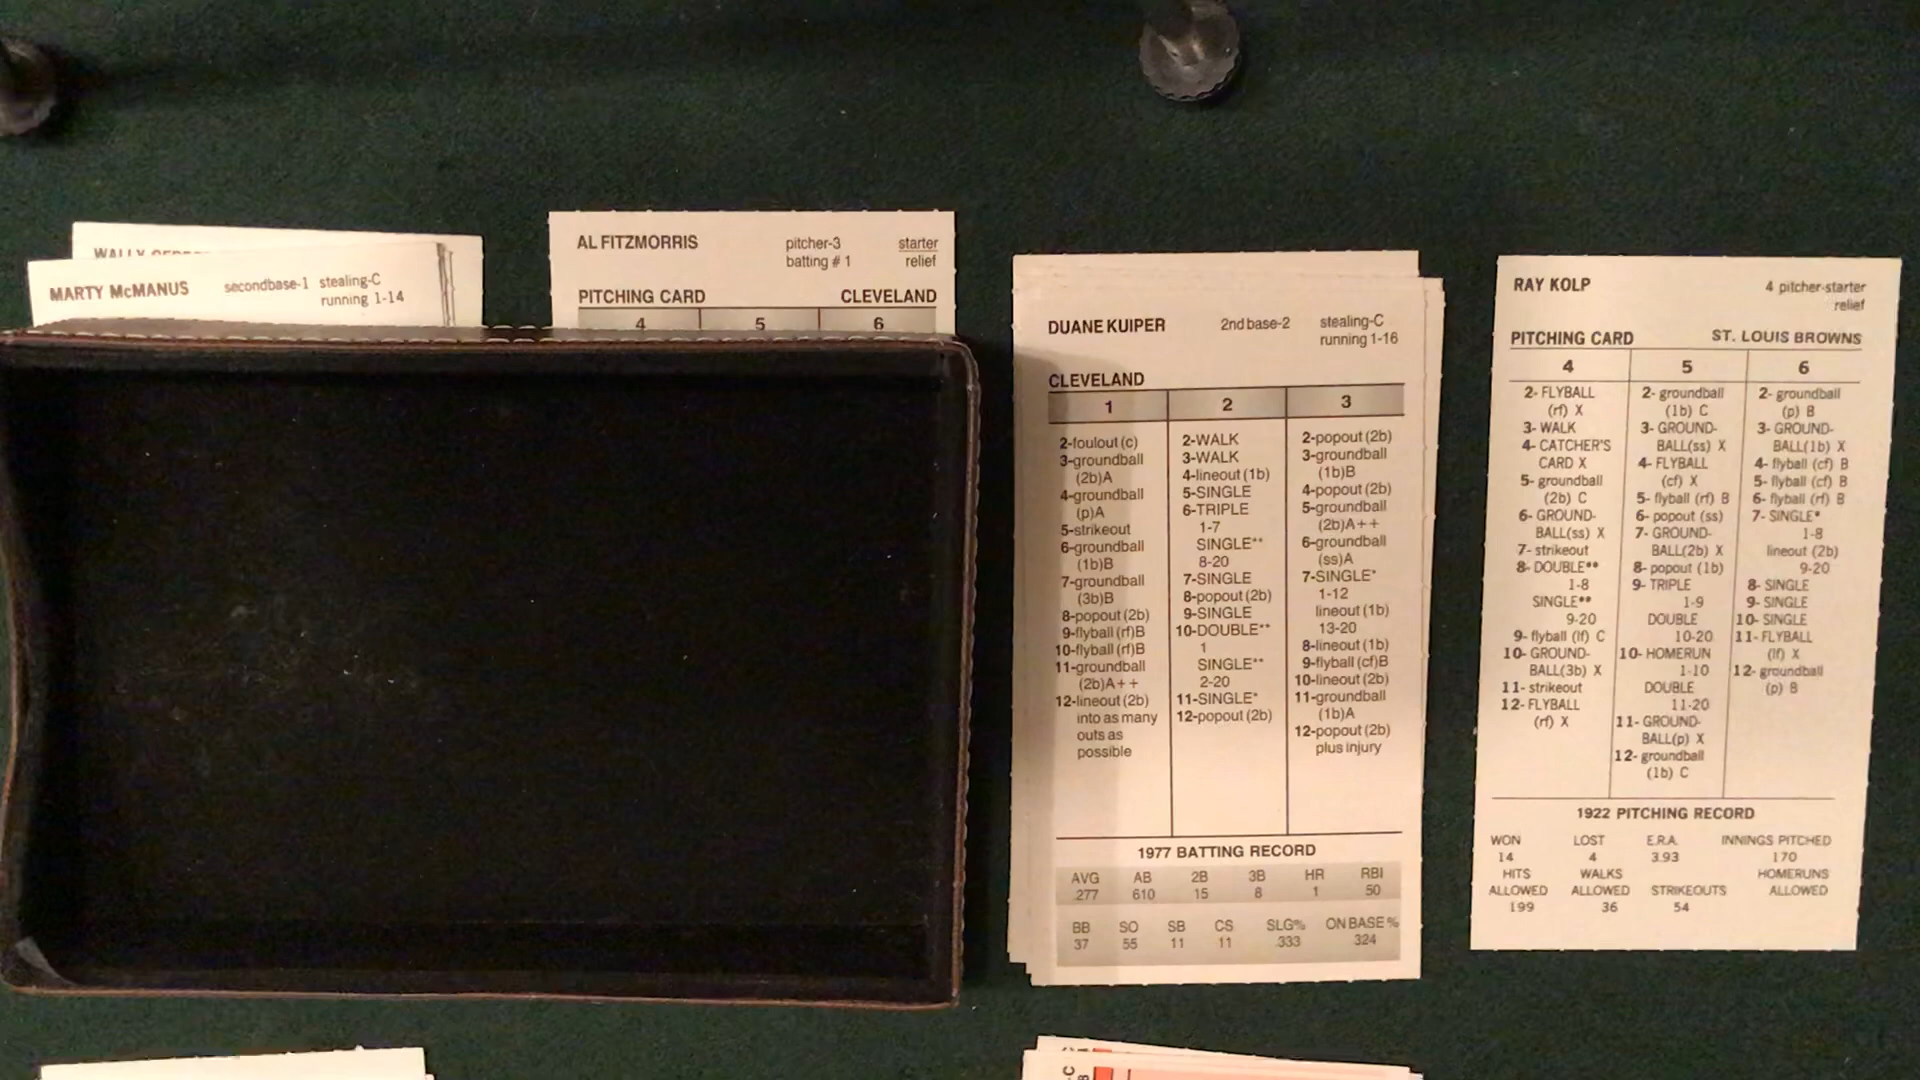 WALLY
MARTY McMANUS secondbase-1 stealing-C
running 1-14
AL FITZMORRIS pitcher-3 starter
batting # 1 relief
PITCHING CARD CLEVELAND
4 5 6
DUANE KUIPER 2nd base-2 stealing-C
running 1-16
CLEVELAND
1
2-foulout (c)
3-groundball
(2b)A
4-groundball
(p)A
5-strikeout
6-groundball
(1b)B
7-groundball
(3b)B
8-popout (2b)
9-flyball (rf)B
10-flyball (rf)B
11-groundball
(2b)A++
12-lineout (2b)
into as many
outs as
possible
2
2-WALK
3-WALK
4-lineout (1b)
5-SINGLE
6-TRIPLE
1-7
SINGLE**
8-20
7-SINGLE
8-popout (2b)
9-SINGLE
10-DOUBLE**
1
SINGLE**
2-20
11-SINGLE*
12-popout (2b)
3
2-popout (2b)
3-groundball
(1b)B
4-popout (2b)
5-groundball
(2b)A++
6-groundball
(ss)A
7-SINGLE*
1-12
lineout (1b)
13-20
8-lineout (1b)
9-flyball (cf)B
10-lineout (2b)
11-groundball
(1b)A
12-popout (2b)
plus injury
1977 BATTING RECORD
AVG AB 2B 3B HR RBI
.277 610 15 8 1 50
BB SO SB CS SLG% ON BASE %
37 55 11 11 .333 .324
RAY KOLP 4 pitcher-starter
relief
PITCHING CARD ST. LOUIS BROWNS
4
2- FLYBALL
(rf) X
3- WALK
4- CATCHER'S
CARD X
5- groundball
(2b) C
6- GROUND-
BALL(ss) X
7- strikeout
8- DOUBLE**
1-8
SINGLE**
9-20
9- flyball (lf) C
10- GROUND-
BALL(3b) X
11- strikeout
12- FLYBALL
(rf) X
5
2- groundball
(1b) C
3- GROUND-
BALL(ss) X
4- FLYBALL
(cf) X
5- flyball (rf) B
6- popout (ss)
7- GROUND-
BALL(2b) X
8- popout (1b)
9- TRIPLE
1-9
DOUBLE
10-20
10- HOMERUN
1-10
DOUBLE
11-20
11- GROUND-
BALL(p) X
12- groundball
(1b) C
6
2- groundball
(p) B
3- GROUND-
BALL(1b) X
4- flyball (cf) B
5- flyball (cf) B
6- flyball (rf) B
7- SINGLE*
1-8
lineout (2b)
9-20
8- SINGLE
9- SINGLE
10- SINGLE
11- FLYBALL
(lf) X
12- groundball
(p) B
1922 PITCHING RECORD
WON LOST E.R.A. INNINGS PITCHED
14 4 3.93 170
HITS WALKS HOMERUNS
ALLOWED ALLOWED STRIKEOUTS ALLOWED
199 36 54